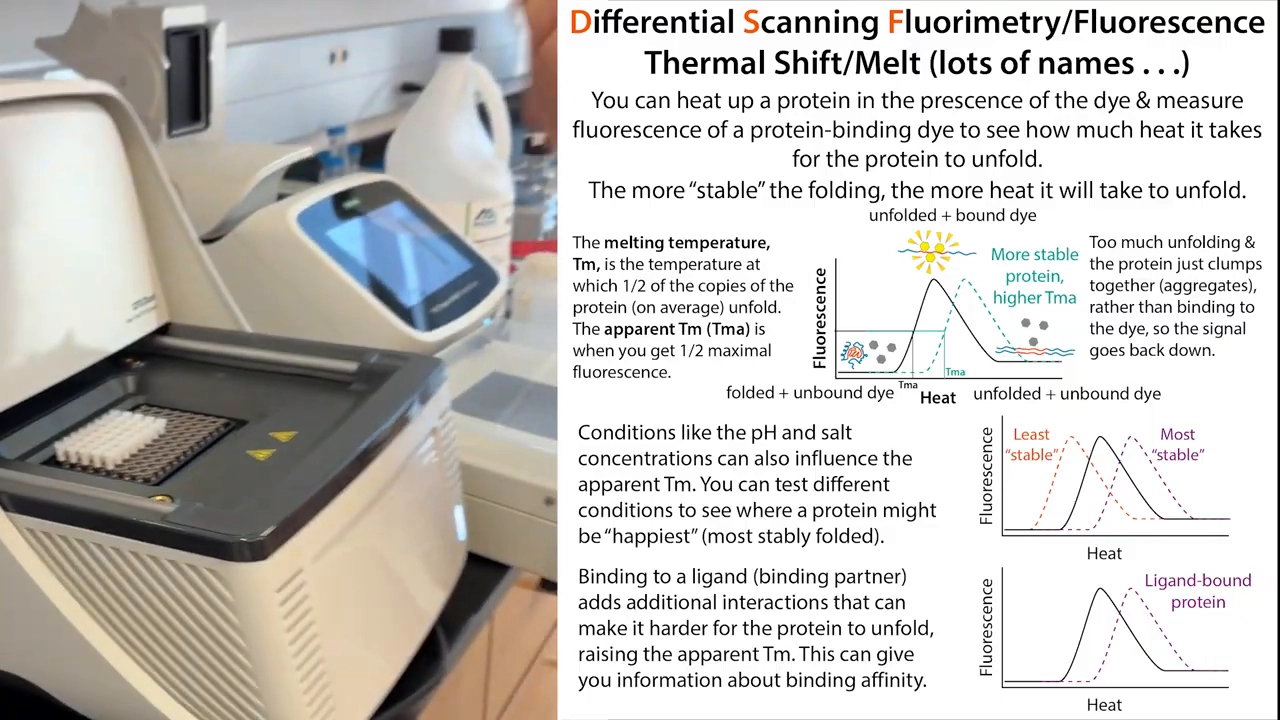 Differential Scanning Fluorimetry/Fluorescence
Thermal Shift/Melt (lots of names . . .)
You can heat up a protein in the prescence of the dye & measure
fluorescence of a protein-binding dye to see how much heat it takes
for the protein to unfold.
The more “stable” the folding, the more heat it will take to unfold.
unfolded + bound dye
The melting temperature,
Tm, is the temperature at
which 1/2 of the copies of the
protein (on average) unfold.
The apparent Tm (Tma) is
when you get 1/2 maximal
fluorescence.
Fluorescence
More stable
protein,
higher Tma
Tma
Tma
Heat
folded + unbound dye
unfolded + unbound dye
Too much unfolding &
the protein just clumps
together (aggregates),
rather than binding to
the dye, so the signal
goes back down.
Conditions like the pH and salt
concentrations can also influence the
apparent Tm. You can test different
conditions to see where a protein might
be “happiest” (most stably folded).
Fluorescence
Least
“stable”
Most
“stable”
Heat
Binding to a ligand (binding partner)
adds additional interactions that can
make it harder for the protein to unfold,
raising the apparent Tm. This can give
you information about binding affinity.
Fluorescence
Ligand-bound
protein
Heat